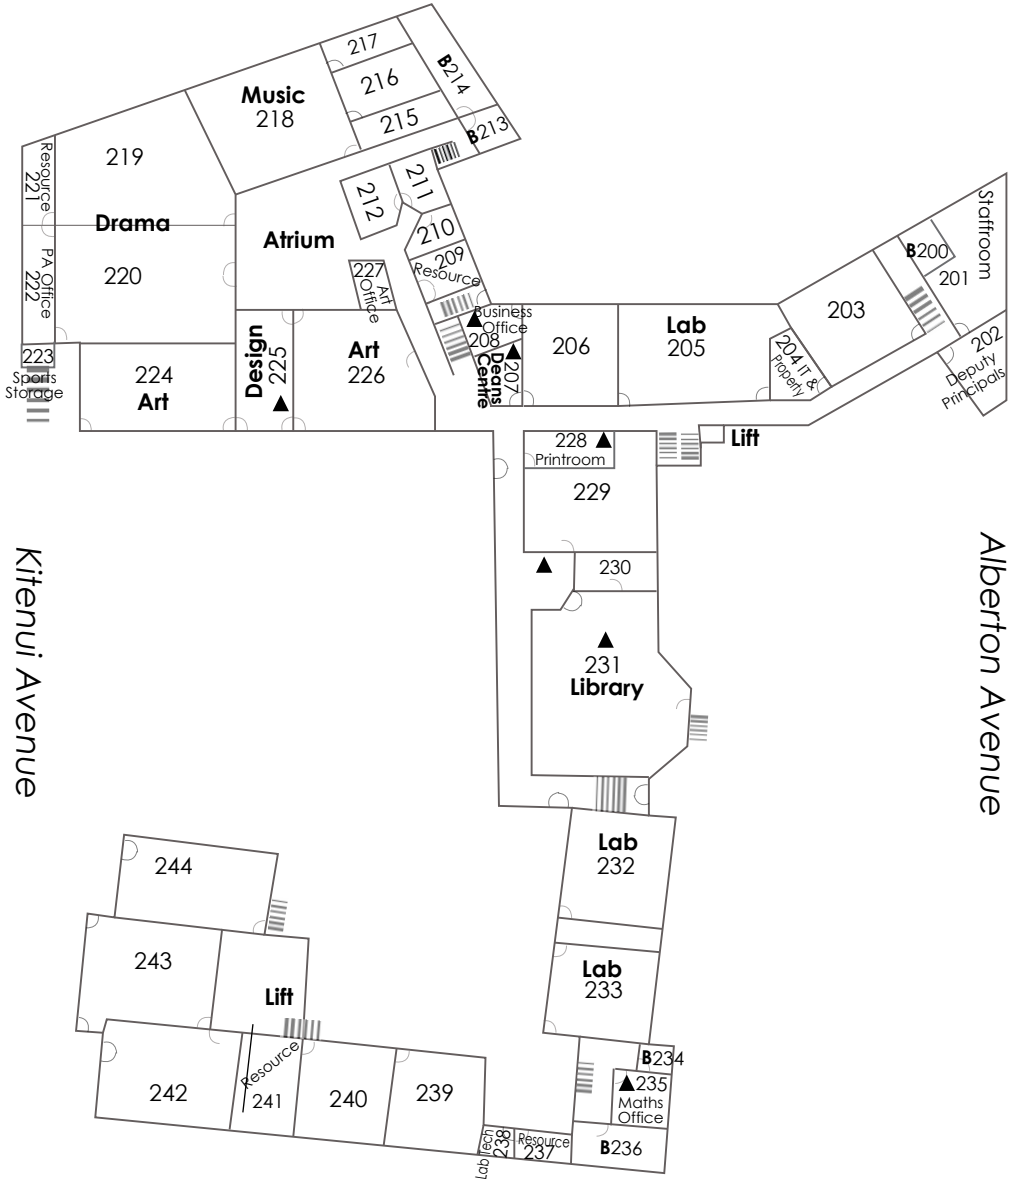 217
216
B214
Music
218
215
B213
219
Resource
221
211
212
Staffroom
Drama
Atrium
210
B200
209
Resource
201
220
PA Office
222
227
Art
Office
203
Business
Office
208
202
Deputy
Principals
Lab
205
206
204 IT &
Property
Deans
Centre
207
223
Sports
Storage
224
Art
Design
225
Art
226
228
Printroom
Lift
229
230
Kitenui Avenue
Alberton Avenue
231
Library
Lab
232
244
243
Lab
233
Lift
B234
235
Maths
Office
Resource
241
242
240
239
Lab Tech
238
Resource
237
B236